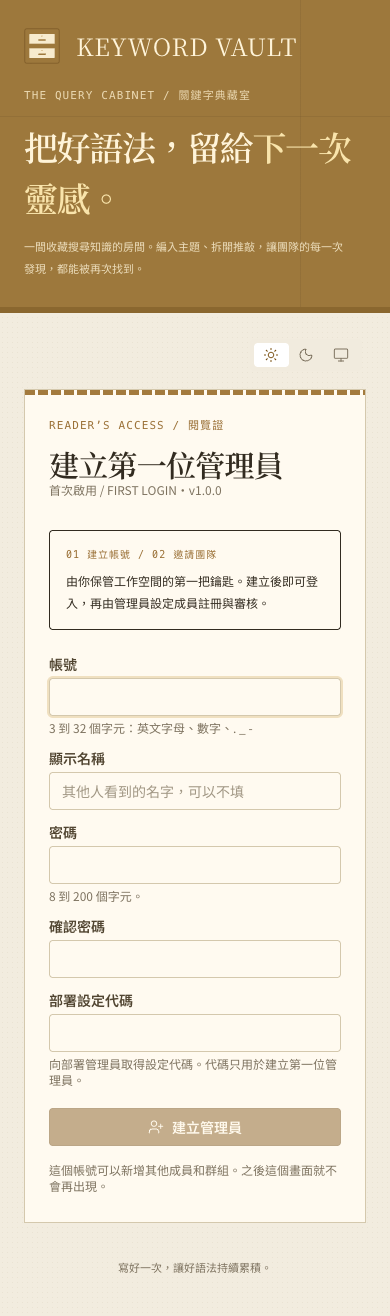 KEYWORD VAULT
THE QUERY CABINET / 關鍵字典藏室
把好語法，留給下一次
靈感。
一間收藏搜尋知識的房間。編入主題、拆開推敲，讓團隊的每一次
發現，都能被再次找到。
READER'S ACCESS / 閱覽證
建立第一位管理員
首次啟用 / FIRST LOGIN・v1.0.0
01 建立帳號 / 02 邀請團隊
由你保管工作空間的第一把鑰匙。建立後即可登
入，再由管理員設定成員註冊與審核。
帳號
3 到 32 個字元：英文字母、數字、. _ -
顯示名稱
其他人看到的名字，可以不填
密碼
8 到 200 個字元。
確認密碼
部署設定代碼
向部署管理員取得設定代碼。代碼只用於建立第一位管
理員。
建立管理員
這個帳號可以新增其他成員和群組。之後這個畫面就不
會再出現。
寫好一次，讓好語法持續累積。